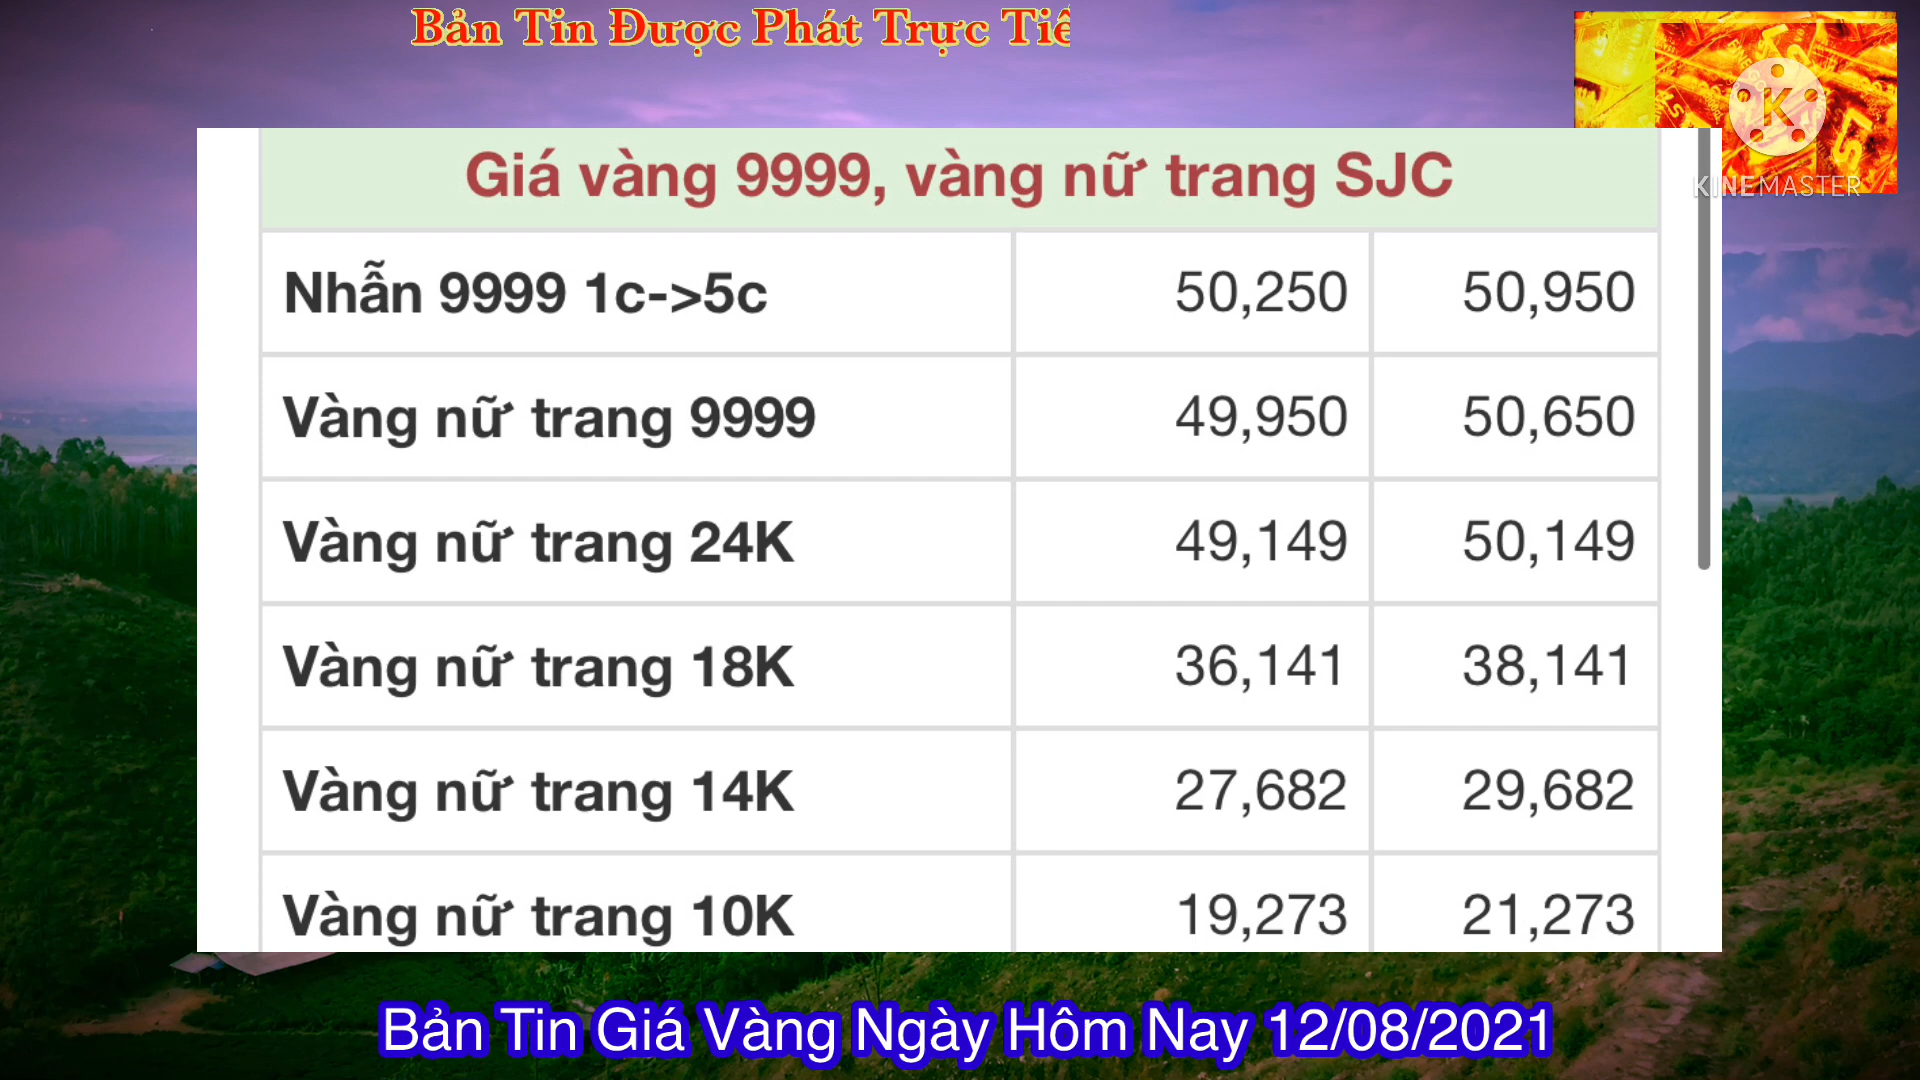 Bản Tin Được Phát Trực Tiế
K
KINEMASTER
Giá vàng 9999, vàng nữ trang SJC
Nhẫn 9999 1c->5c 50,250 50,950
Vàng nữ trang 9999 49,950 50,650
Vàng nữ trang 24K 49,149 50,149
Vàng nữ trang 18K 36,141 38,141
Vàng nữ trang 14K 27,682 29,682
Vàng nữ trang 10K 19,273 21,273
Bản Tin Giá Vàng Ngày Hôm Nay 12/08/2021